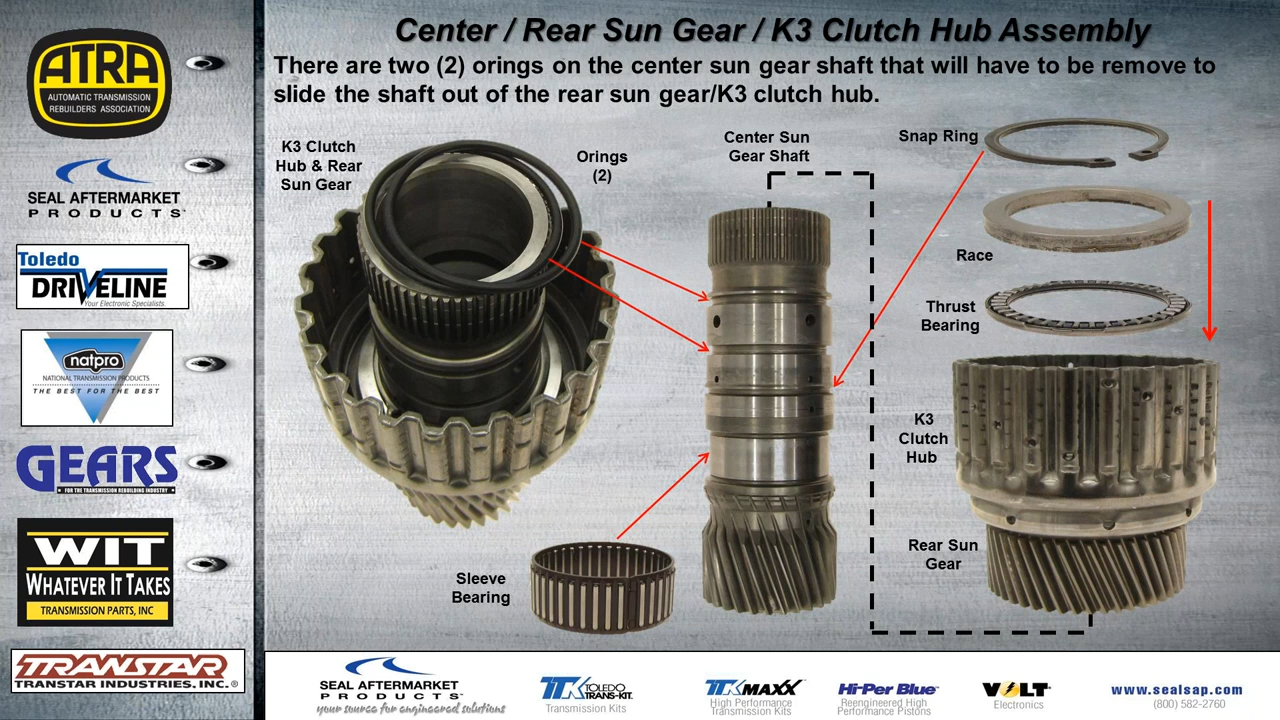 Center / Rear Sun Gear / K3 Clutch Hub Assembly
There are two (2) orings on the center sun gear shaft that will have to be remove to
slide the shaft out of the rear sun gear/K3 clutch hub.
ATRA
AUTOMATIC TRANSMISSION
REBUILDERS ASSOCIATION
SEAL AFTERMARKET
PRODUCTS
Toledo
DRIVELINE
Your Electronic Specialists.
natpro
NATIONAL TRANSMISSION PRODUCTS
THE BEST FOR THE BEST
GEARS
FOR THE TRANSMISSION REBUILDING INDUSTRY
WIT
WHATEVER IT TAKES
TRANSMISSION PARTS, INC
TRANSTAR
TRANSTAR INDUSTRIES, INC.®
K3 Clutch
Hub & Rear
Sun Gear
Orings
(2)
Center Sun
Gear Shaft
Snap Ring
Race
Thrust
Bearing
K3
Clutch
Hub
Rear Sun
Gear
Sleeve
Bearing
SEAL AFTERMARKET
PRODUCTS™
your source for engineered solutions
TTK TOLEDO
TRANS-KIT.
Transmission Kits
TTK MAXX
High Performance
Transmission Kits
Hi-Per Blue™
Reengineered High
Performance Pistons
VOLT
Electronics
www.sealsap.com
(800) 582-2760